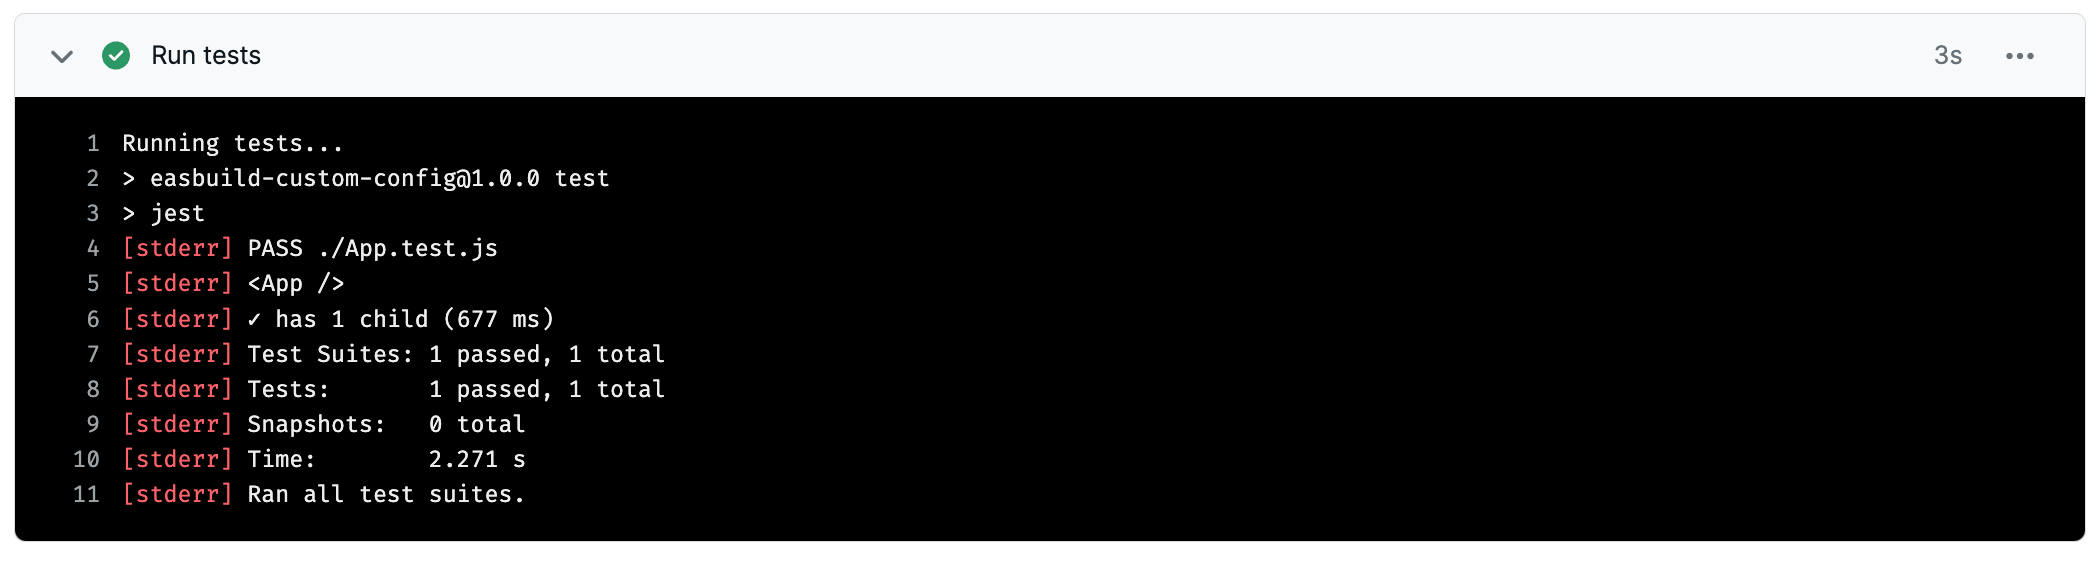 Run tests 3s
1 Running tests...
2 > easbuild-custom-config@1.0.0 test
3 > jest
4 [stderr] PASS ./App.test.js
5 [stderr] <App />
6 [stderr] ✓ has 1 child (677 ms)
7 [stderr] Test Suites: 1 passed, 1 total
8 [stderr] Tests:       1 passed, 1 total
9 [stderr] Snapshots:   0 total
10 [stderr] Time:        2.271 s
11 [stderr] Ran all test suites.